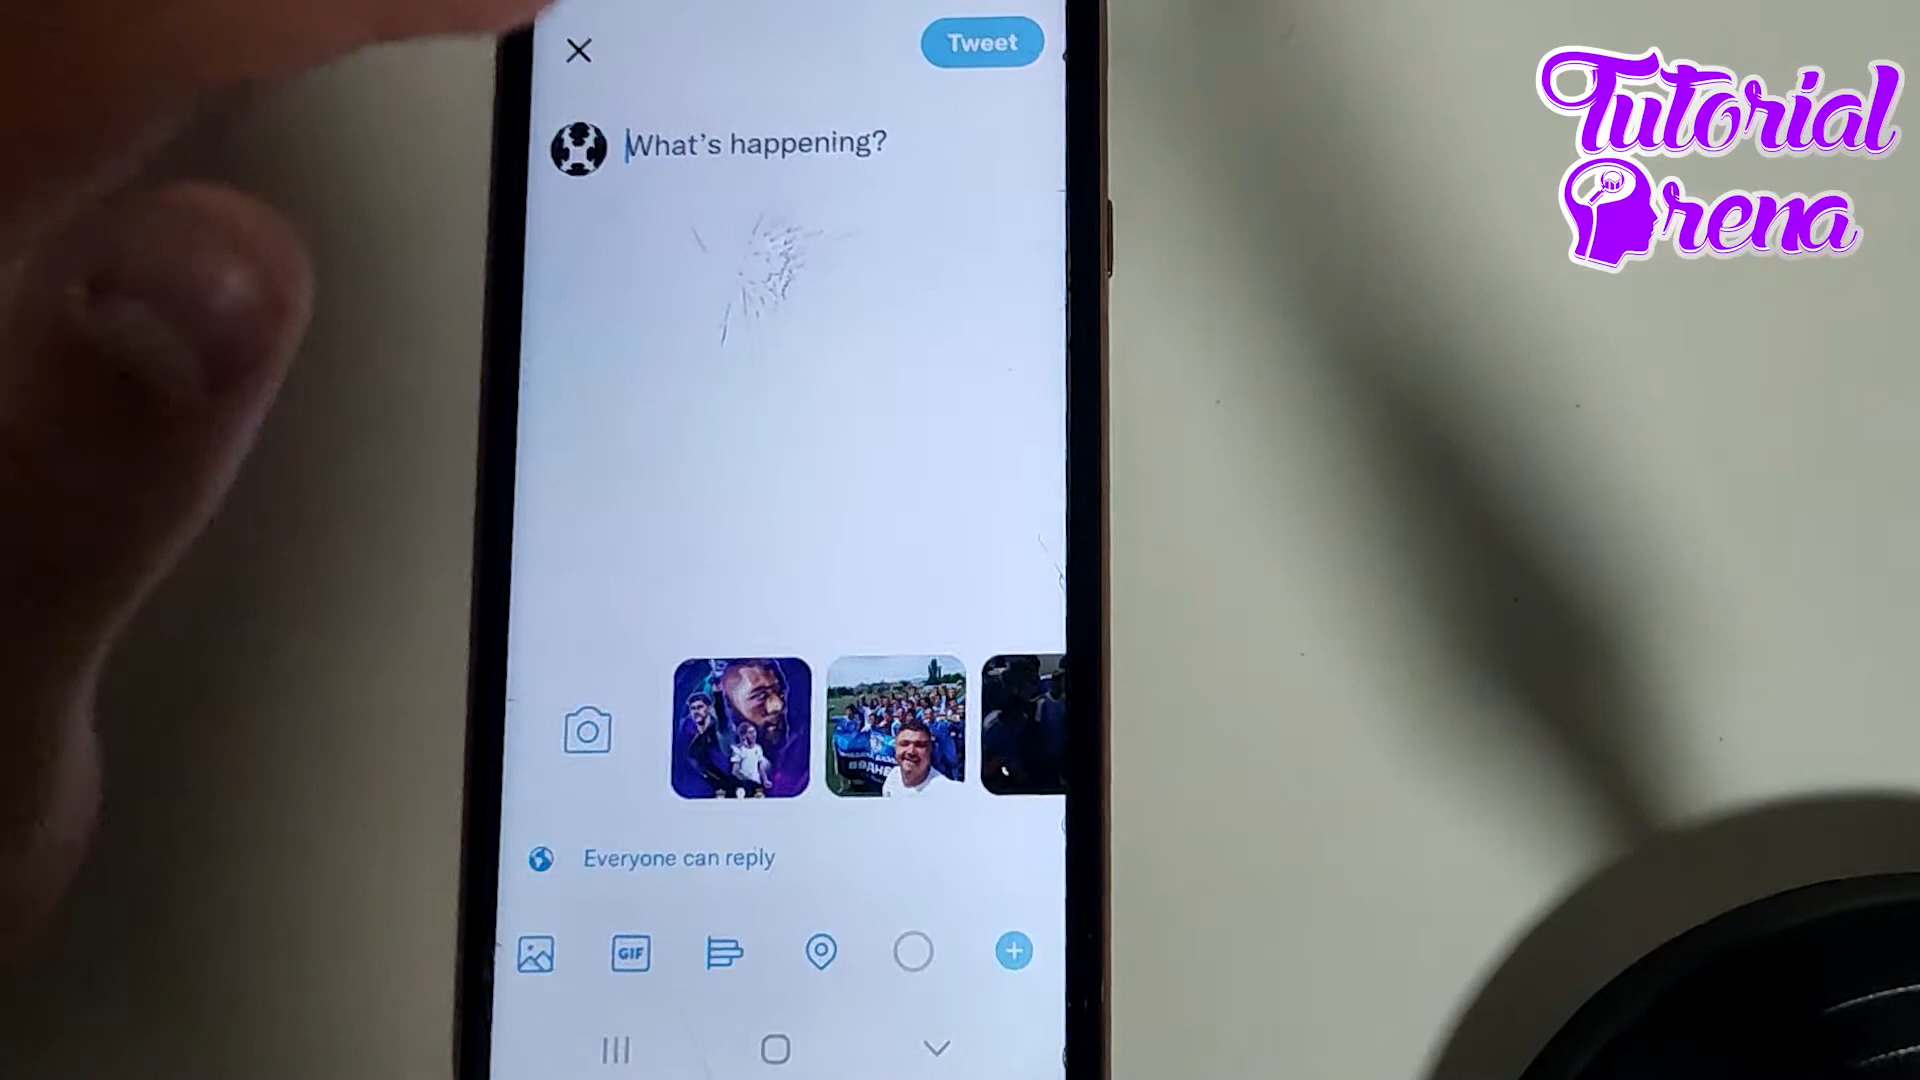 Tweet
What's happening?
Tutorial
Arena
Everyone can reply
GIF